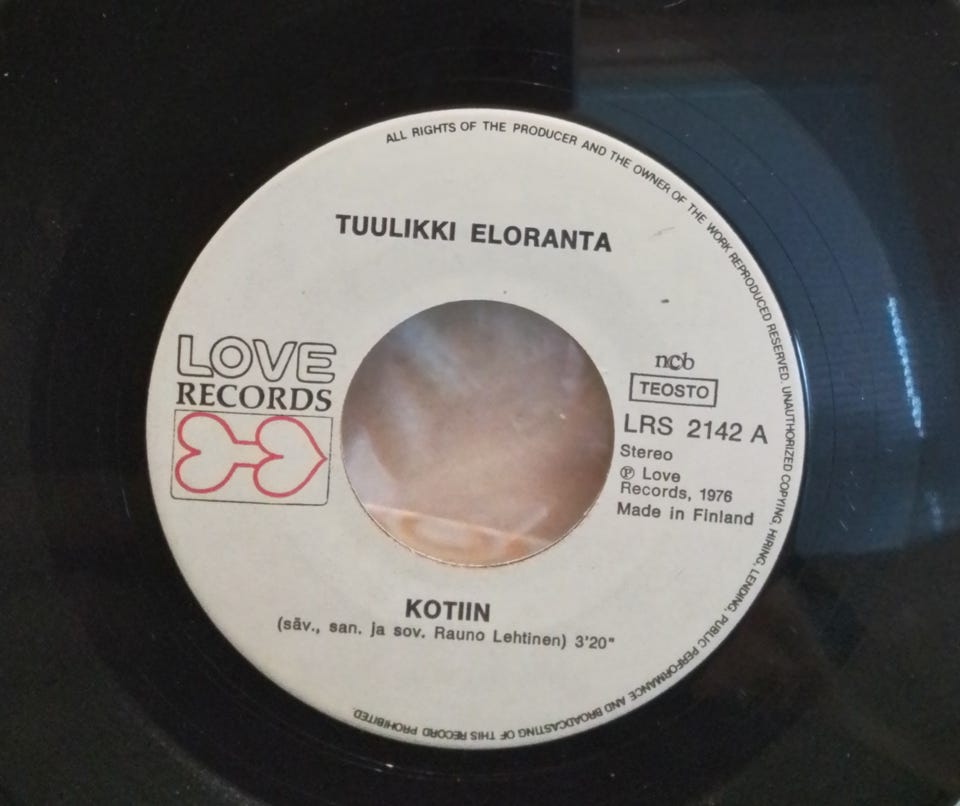 ALL RIGHTS OF THE PRODUCER AND THE OWNER OF THE WORK REPRODUCED RESERVED. UNAUTHORIZED COPYING, HIRING, LENDING, PUBLIC PERFORMANCE AND BROADCASTING OF THIS RECORD PROHIBITED.
TUULIKKI ELORANTA
LOVE
RECORDS
ncb
TEOSTO
LRS 2142 A
Stereo
℗ Love
Records, 1976
Made in Finland
KOTIIN
(säv., san. ja sov. Rauno Lehtinen) 3'20"